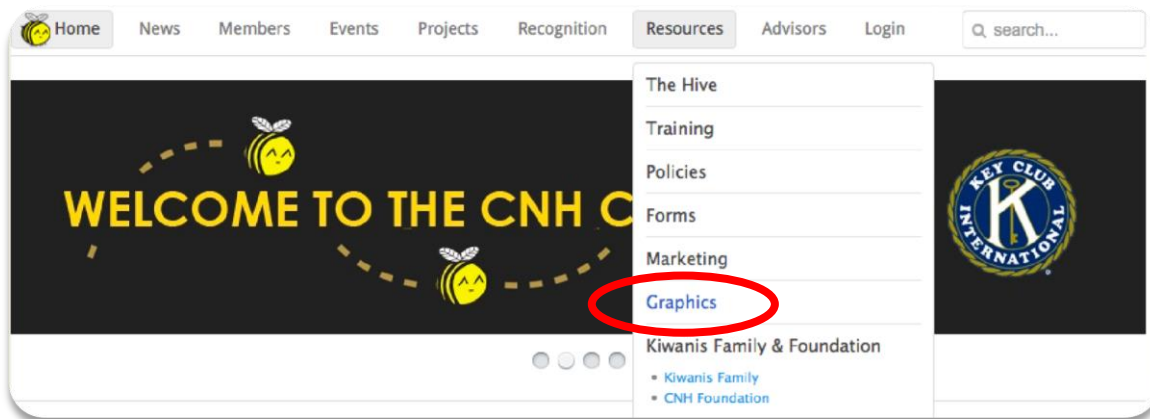 Home News Members Events Projects Recognition Resources Advisors Login search...
The Hive
Training
Policies
Forms
Marketing
Graphics
Kiwanis Family & Foundation
• Kiwanis Family
• CNH Foundation
WELCOME TO THE CNH C
KEY CLUB
K
INTERNATIONAL